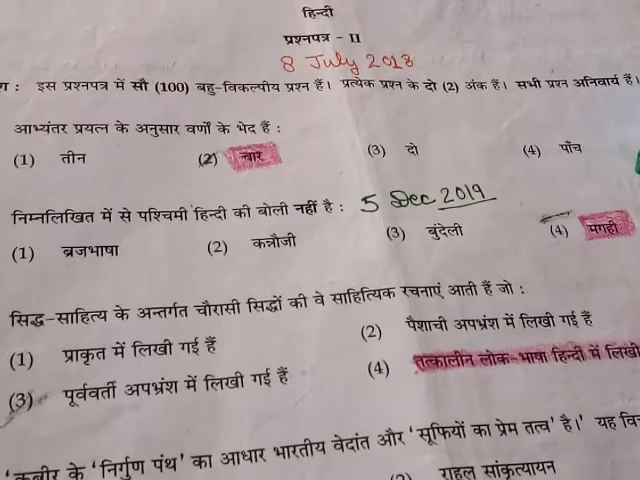 हिन्दी
प्रश्नपत्र - II
8 July 2018
इस प्रश्नपत्र में सौ (100) बहु-विकल्पीय प्रश्न हैं। प्रत्येक प्रश्न के दो (2) अंक हैं। सभी प्रश्न अनिवार्य हैं।
आभ्यंतर प्रयत्न के अनुसार वर्णों के भेद हैं :
(1) तीन (2) चार (3) दो (4) पाँच
निम्नलिखित में से पश्चिमी हिन्दी की बोली नहीं है : 5 Dec 2019
(1) ब्रजभाषा (2) कन्नौजी (3) बुंदेली (4) मगही
सिद्ध-साहित्य के अन्तर्गत चौरासी सिद्धों की वे साहित्यिक रचनाएं आती हैं जो :
(1) प्राकृत में लिखी गई हैं (2) पैशाची अपभ्रंश में लिखी गई हैं
(3) पूर्ववर्ती अपभ्रंश में लिखी गई हैं (4) तत्कालीन लोक-भाषा हिन्दी में लिखी
'कबीर के 'निर्गुण पंथ' का आधार भारतीय वेदांत और 'सूफियों का प्रेम तत्व' है।' यह
(2) राहुल सांकृत्यायन